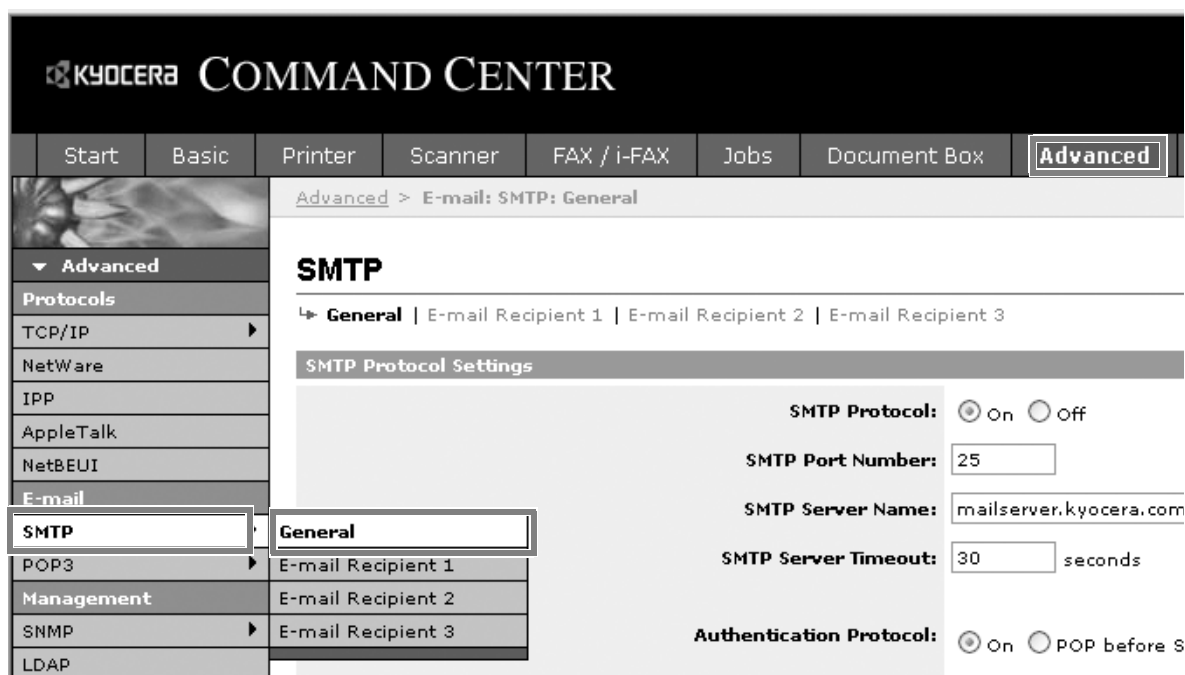 KYOCERA COMMAND CENTER
Start Basic Printer Scanner FAX / i-FAX Jobs Document Box Advanced
Advanced > E-mail: SMTP: General
Advanced
Protocols
TCP/IP
NetWare
IPP
AppleTalk
NetBEUI
E-mail
SMTP
POP3
Management
SNMP
LDAP
General
E-mail Recipient 1
E-mail Recipient 2
E-mail Recipient 3
SMTP
General | E-mail Recipient 1 | E-mail Recipient 2 | E-mail Recipient 3
SMTP Protocol Settings
SMTP Protocol: On Off
SMTP Port Number: 25
SMTP Server Name: mailserver.kyocera.com
SMTP Server Timeout: 30 seconds
Authentication Protocol: On POP before S